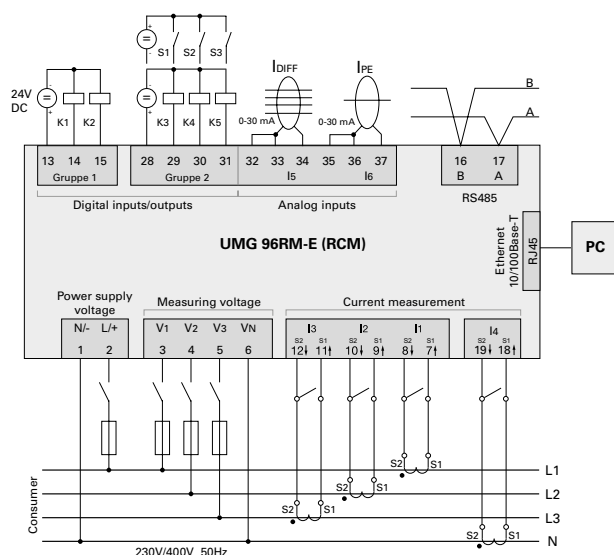 S1 S2 S3
IDIFF IPE
24V
DC
K1 K2 K3 K4 K5
0-30 mA 0-30 mA
B
A
13 14 15 28 29 30 31 32 33 34 35 36 37 16 17
Gruppe 1 Gruppe 2 I5 I6 B A
RS485
Digital inputs/outputs Analog inputs
UMG 96RM-E (RCM)
Ethernet
10/100Base-T
RJ45
PC
Power supply
voltage
Measuring voltage
Current measurement
N/- L/+ V1 V2 V3 VN I3 I2 I1 I4
S2 S1 S2 S1 S2 S1 S2 S1
1 2 3 4 5 6 12 11 10 9 8 7 19 18
Consumer
S2 S1 L1
S2 S1 L2
S2 S1 S2 S1 L3
N
230V/400V 50Hz